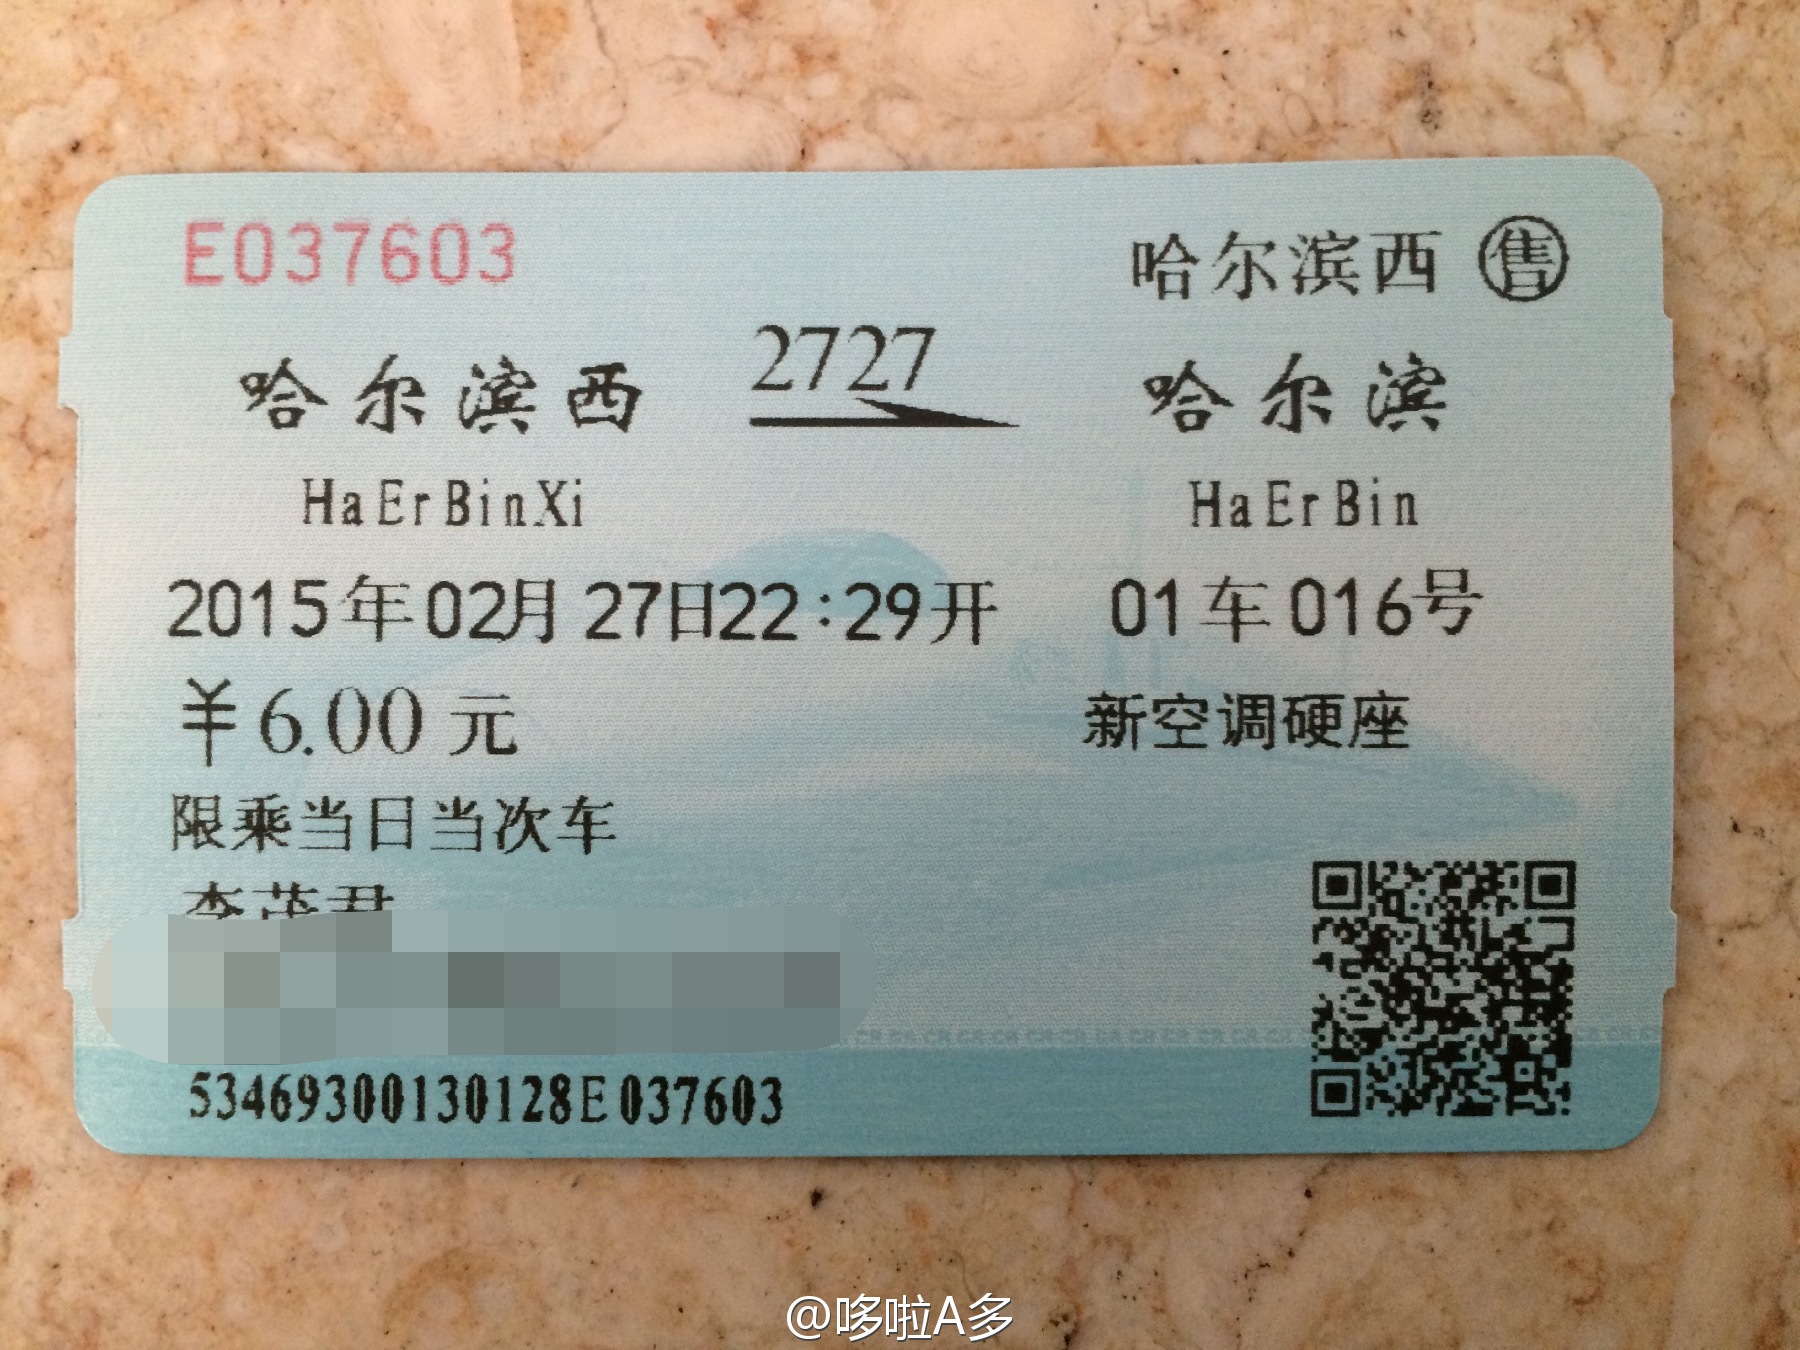 E037603
哈尔滨西 售
哈尔滨西 2727 哈尔滨
HaErBinXi HaErBin
2015年02月27日22:29开 01车016号
￥6.00元 新空调硬座
限乘当日当次车
53469300130128E037603
@哆啦A多